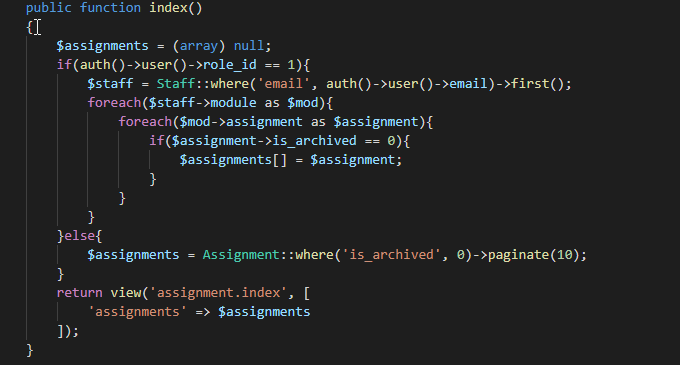 public function index()
{
    $assignments = (array) null;
    if(auth()->user()->role_id == 1){
        $staff = Staff::where('email', auth()->user()->email)->first();
        foreach($staff->module as $mod){
            foreach($mod->assignment as $assignment){
                if($assignment->is_archived == 0){
                    $assignments[] = $assignment;
                }
            }
        }
    }else{
        $assignments = Assignment::where('is_archived', 0)->paginate(10);
    }
    return view('assignment.index', [
        'assignments' => $assignments
    ]);
}